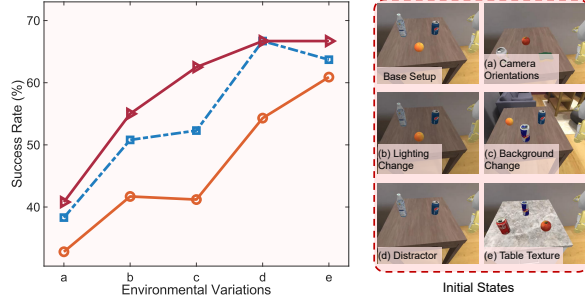 70
60
50
40
Success Rate (%)
a b c d e
Environmental Variations
Base Setup
(a) Camera
Orientations
(b) Lighting
Change
(c) Background
Change
(d) Distractor
(e) Table Texture
Initial States